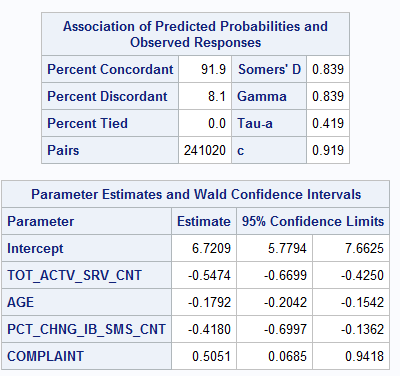 Association of Predicted Probabilities and
Observed Responses
Percent Concordant 91.9 Somers' D 0.839
Percent Discordant 8.1 Gamma 0.839
Percent Tied 0.0 Tau-a 0.419
Pairs 241020 c 0.919
Parameter Estimates and Wald Confidence Intervals
Parameter Estimate 95% Confidence Limits
Intercept 6.7209 5.7794 7.6625
TOT_ACTV_SRV_CNT -0.5474 -0.6699 -0.4250
AGE -0.1792 -0.2042 -0.1542
PCT_CHNG_IB_SMS_CNT -0.4180 -0.6997 -0.1362
COMPLAINT 0.5051 0.0685 0.9418